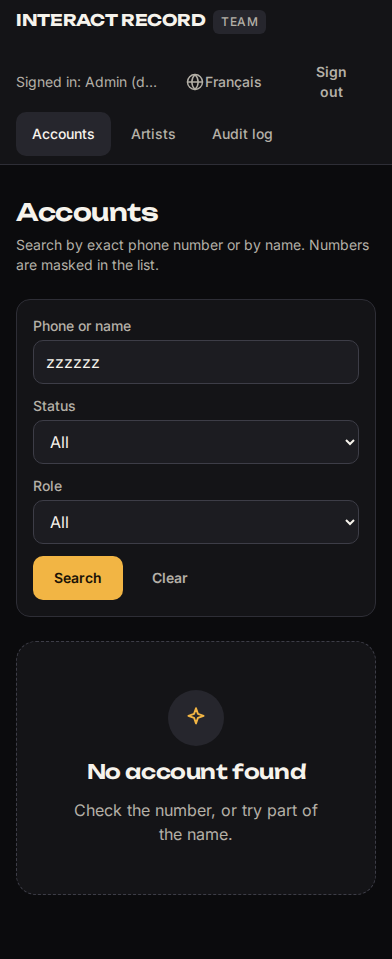 INTERACT RECORD TEAM
Signed in: Admin (d... Français Sign out
Accounts Artists Audit log
Accounts
Search by exact phone number or by name. Numbers
are masked in the list.
Phone or name
zzzzzz
Status
All
Role
All
Search Clear
No account found
Check the number, or try part of
the name.